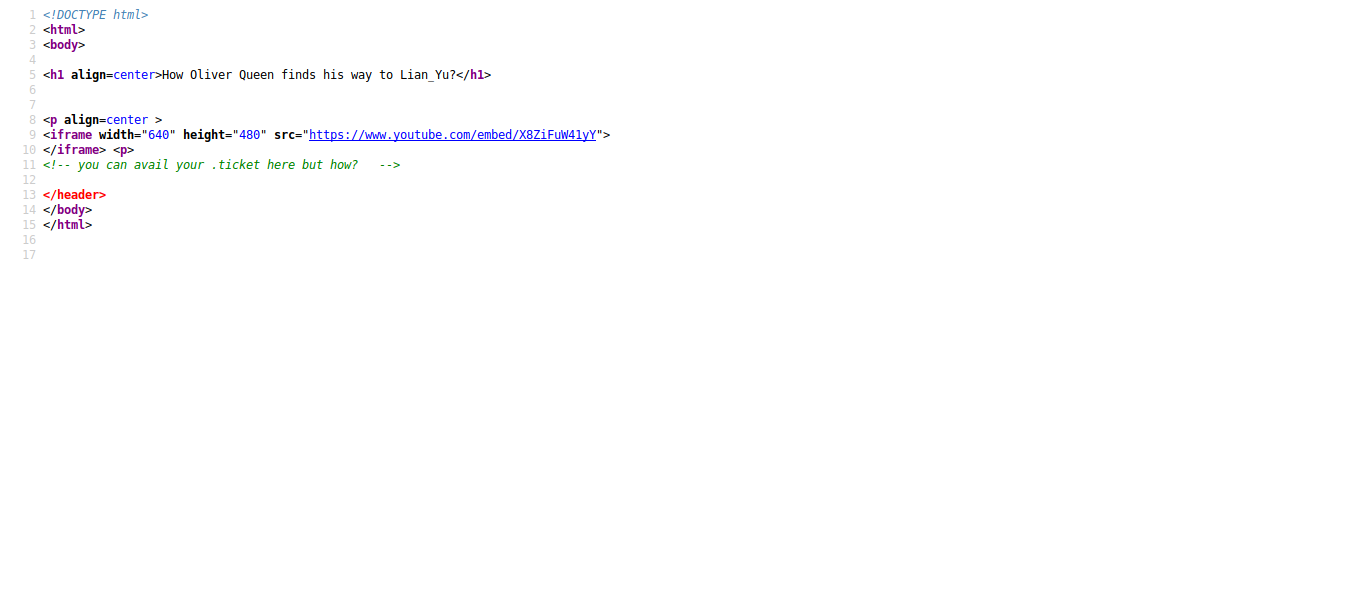 1 <!DOCTYPE html>
2 <html>
3 <body>
4
5 <h1 align=center>How Oliver Queen finds his way to Lian_Yu?</h1>
6
7
8 <p align=center >
9 <iframe width="640" height="480" src="https://www.youtube.com/embed/X8ZiFuW41yY">
10 </iframe> <p>
11 <!-- you can avail your .ticket here but how?   -->
12
13 </header>
14 </body>
15 </html>
16
17